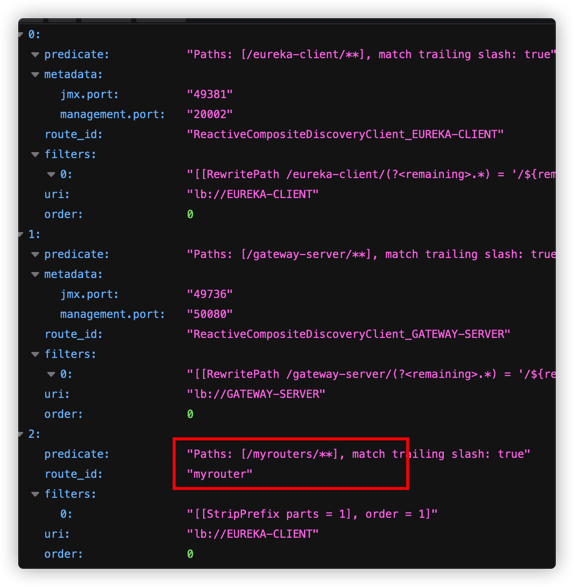 0:
predicate: "Paths: [/eureka-client/**], match trailing slash: true"
metadata:
jmx.port: "49381"
management.port: "20002"
route_id: "ReactiveCompositeDiscoveryClient_EUREKA-CLIENT"
filters:
0: "[[RewritePath /eureka-client/(?<remaining>.*) = '/${rem
uri: "lb://EUREKA-CLIENT"
order: 0
1:
predicate: "Paths: [/gateway-server/**], match trailing slash: true
metadata:
jmx.port: "49736"
management.port: "50080"
route_id: "ReactiveCompositeDiscoveryClient_GATEWAY-SERVER"
filters:
0: "[[RewritePath /gateway-server/(?<remaining>.*) = '/${re
uri: "lb://GATEWAY-SERVER"
order: 0
2:
predicate: "Paths: [/myrouters/**], match trailing slash: true"
route_id: "myrouter"
filters:
0: "[[StripPrefix parts = 1], order = 1]"
uri: "lb://EUREKA-CLIENT"
order: 0